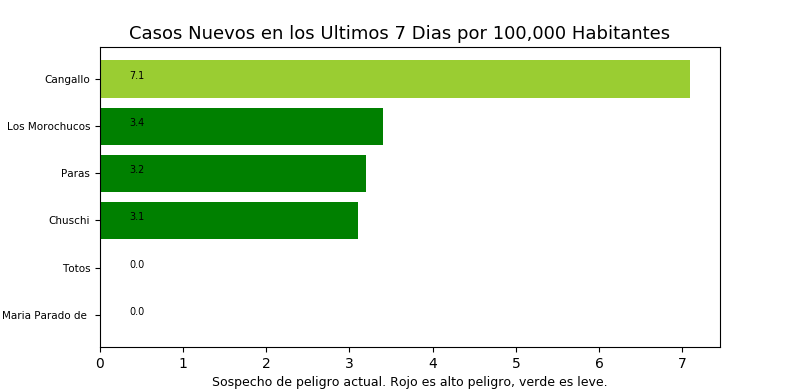 Casos Nuevos en los Ultimos 7 Dias por 100,000 Habitantes
Cangallo 7.1
Los Morochucos 3.4
Paras 3.2
Chuschi 3.1
Totos 0.0
Maria Parado de 0.0
0 1 2 3 4 5 6 7
Sospecho de peligro actual. Rojo es alto peligro, verde es leve.